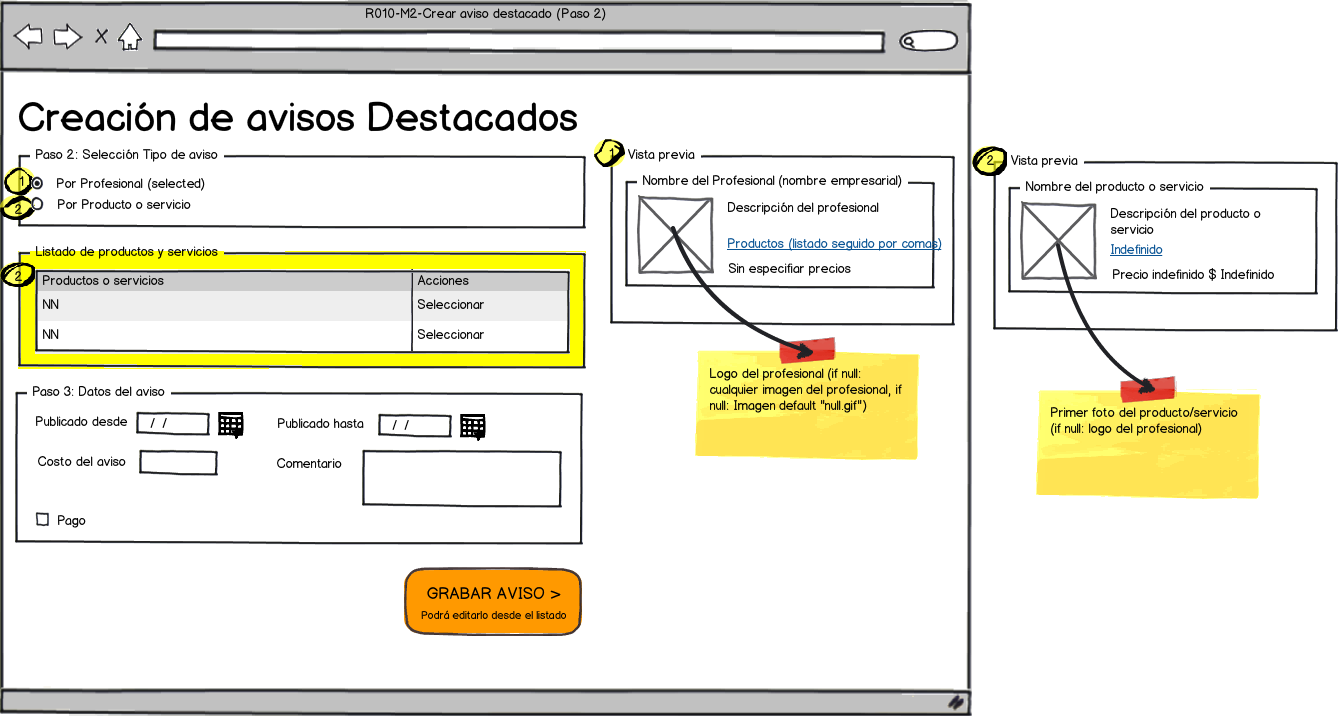 R010-M2-Crear aviso destacado (Paso 2)
Creación de avisos Destacados
Paso 2: Selección Tipo de aviso
1
Por Profesional (selected)
2
Por Producto o servicio
Listado de productos y servicios
2
Productos o servicios Acciones
NN Seleccionar
NN Seleccionar
Paso 3: Datos del aviso
Publicado desde / / Publicado hasta / /
Costo del aviso Comentario
Pago
GRABAR AVISO >
Podrá editarlo desde el listado
1
Vista previa
Nombre del Profesional (nombre empresarial)
Descripción del profesional
Productos (listado seguido por comas)
Sin especifiar precios
Logo del profesional (if null:
cualquier imagen del profesional, if
null: Imagen default "null.gif")
2
Vista previa
Nombre del producto o servicio
Descripción del producto o
servicio
Indefinido
Precio indefinido $ Indefinido
Primer foto del producto/servicio
(if null: logo del profesional)